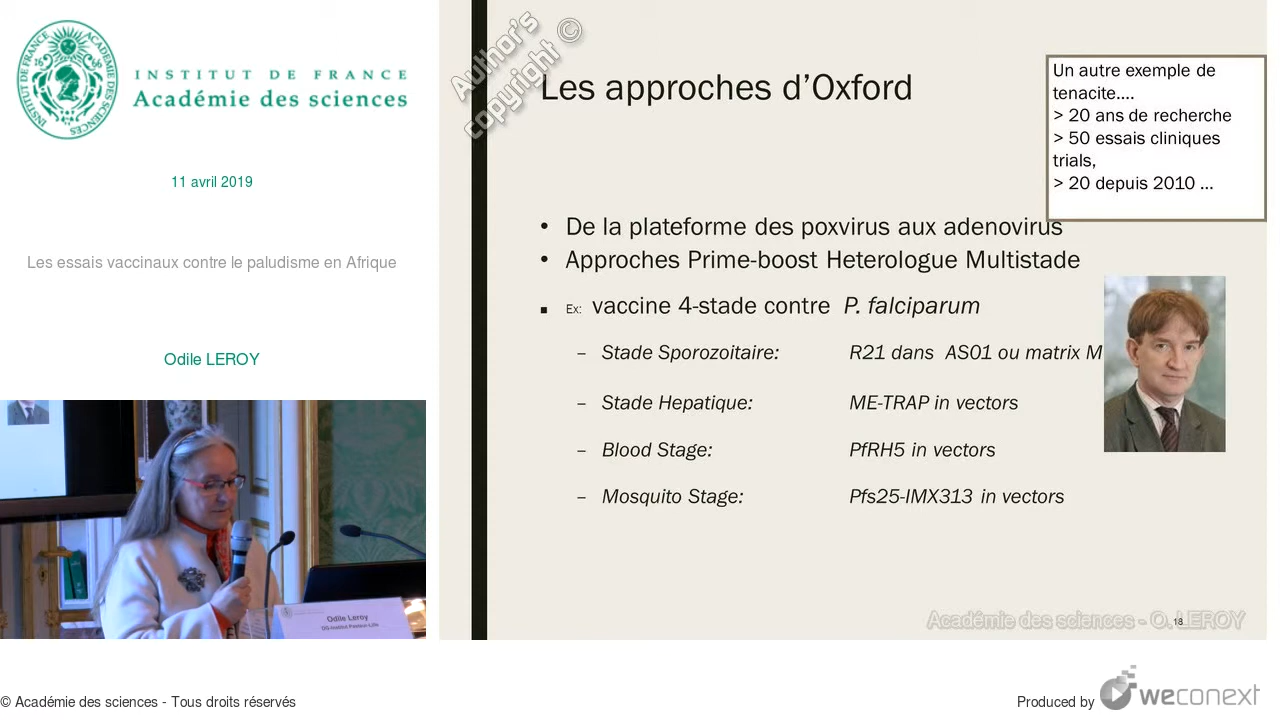 INSTITUT DE FRANCE
Académie des sciences
11 avril 2019
Les essais vaccinaux contre le paludisme en Afrique
Odile LEROY
Author's
copyright ©
Les approches d'Oxford
Un autre exemple de
tenacite....
> 20 ans de recherche
> 50 essais cliniques
trials,
> 20 depuis 2010 ...
• De la plateforme des poxvirus aux adenovirus
• Approches Prime-boost Heterologue Multistade
▪ Ex: vaccine 4-stade contre P. falciparum
– Stade Sporozoitaire: R21 dans AS01 ou matrix M
– Stade Hepatique: ME-TRAP in vectors
– Blood Stage: PfRH5 in vectors
– Mosquito Stage: Pfs25-IMX313 in vectors
Odile Leroy
Académie des sciences - O. LEROY
18
© Académie des sciences - Tous droits réservés
Produced by weconext